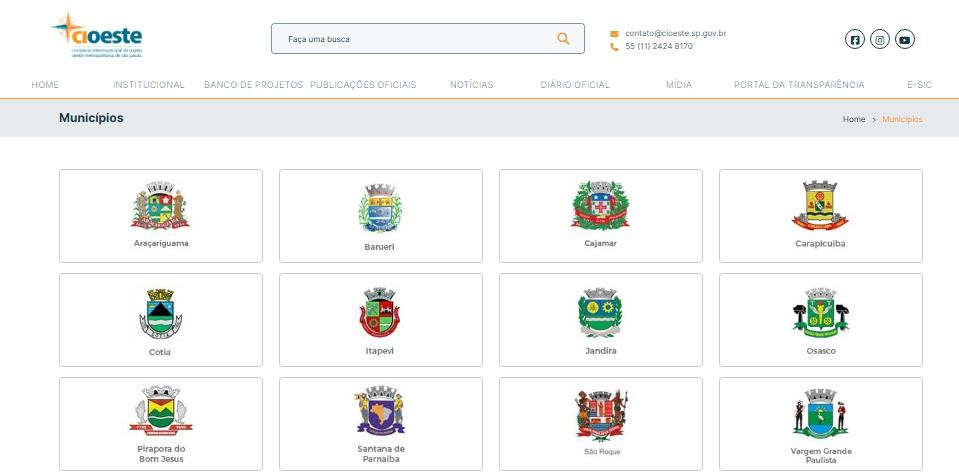 cioeste
consórcio intermunicipal da região
oeste metropolitana de são paulo.
Faça uma busca
contato@cioeste.sp.gov.br
55 (11) 2424 8170
HOME INSTITUCIONAL BANCO DE PROJETOS PUBLICAÇÕES OFICIAIS NOTÍCIAS DIÁRIO OFICIAL MÍDIA PORTAL DA TRANSPARÊNCIA E-SIC
Municípios
Home > Municípios
Araçariguama
Barueri
Cajamar
Carapicuíba
COTIA
Cotia
Itapevi
Jandira
Osasco
Pirapora do
Bom Jesus
Santana de
Parnaíba
São Roque
Vargem Grande
Paulista